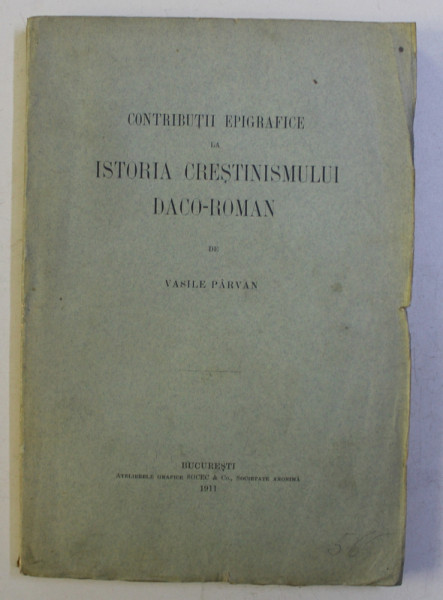 CONTRIBUȚII EPIGRAFICE
LA
ISTORIA CREȘTINISMULUI
DACO-ROMAN
DE
VASILE PÂRVAN
BUCUREȘTI
ATELIERELE GRAFICE SOCEC & Co., SOCIETATE ANONIMĂ
1911